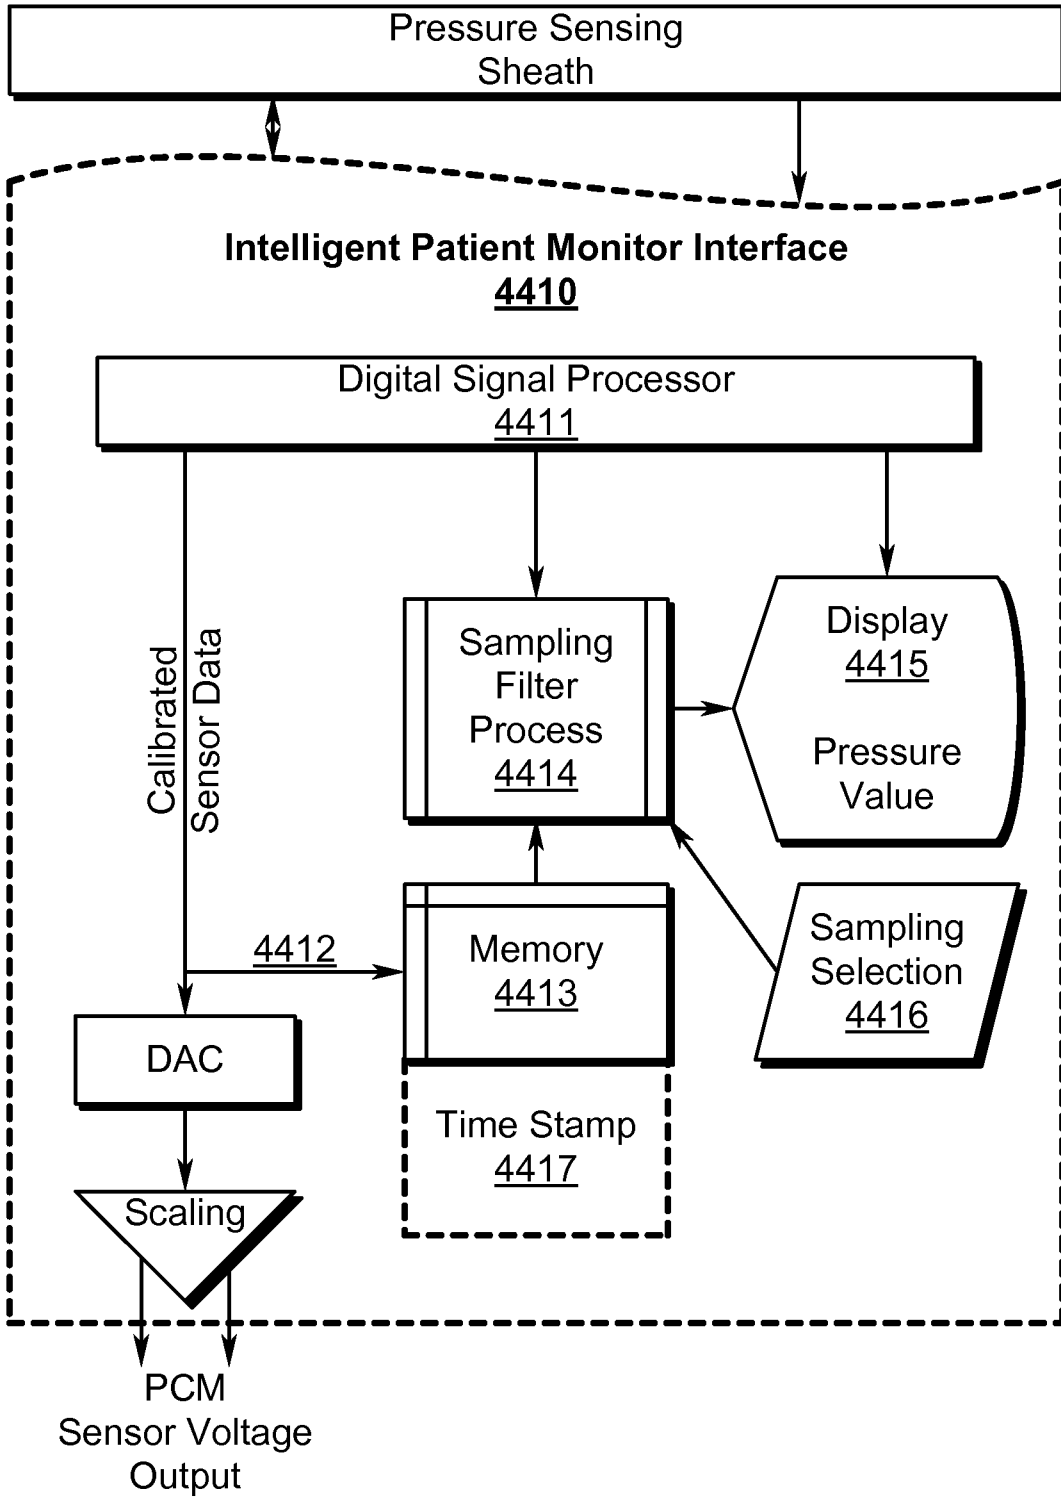 Pressure Sensing
Sheath
Intelligent Patient Monitor Interface
4410
Digital Signal Processor
4411
Calibrated
Sensor Data
Sampling
Filter
Process
4414
Display
4415
Pressure
Value
4412
Memory
4413
Sampling
Selection
4416
DAC
Time Stamp
4417
Scaling
PCM
Sensor Voltage
Output